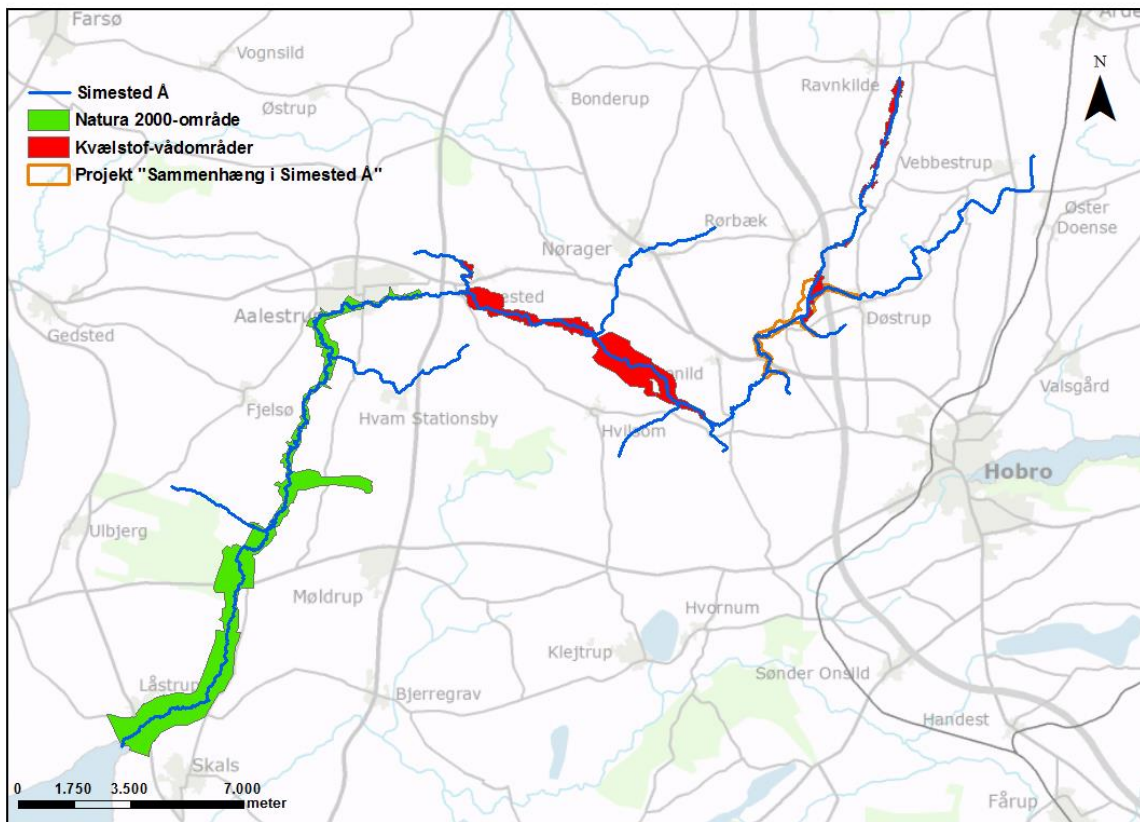 Farsø
Vognsild
Ravnkilde
Simested Å
Østrup
Bonderup
N
Natura 2000-område
Kvælstof-vådområder
Projekt "Sammenhæng i Simested Å"
Vebbestrup
Rørbæk
Øster
Doense
Nørager
Gedsted
Aalestrup
Døstrup
Valsgård
Fjelsø
Hvam Stationsby
Hvilsom
Hobro
Ulbjerg
Møldrup
Hvornum
Klejtrup
Låstrup
Bjerregrav
Sønder Onsild
Handest
Skals
0 1.750 3.500 7.000
meter
Fårup